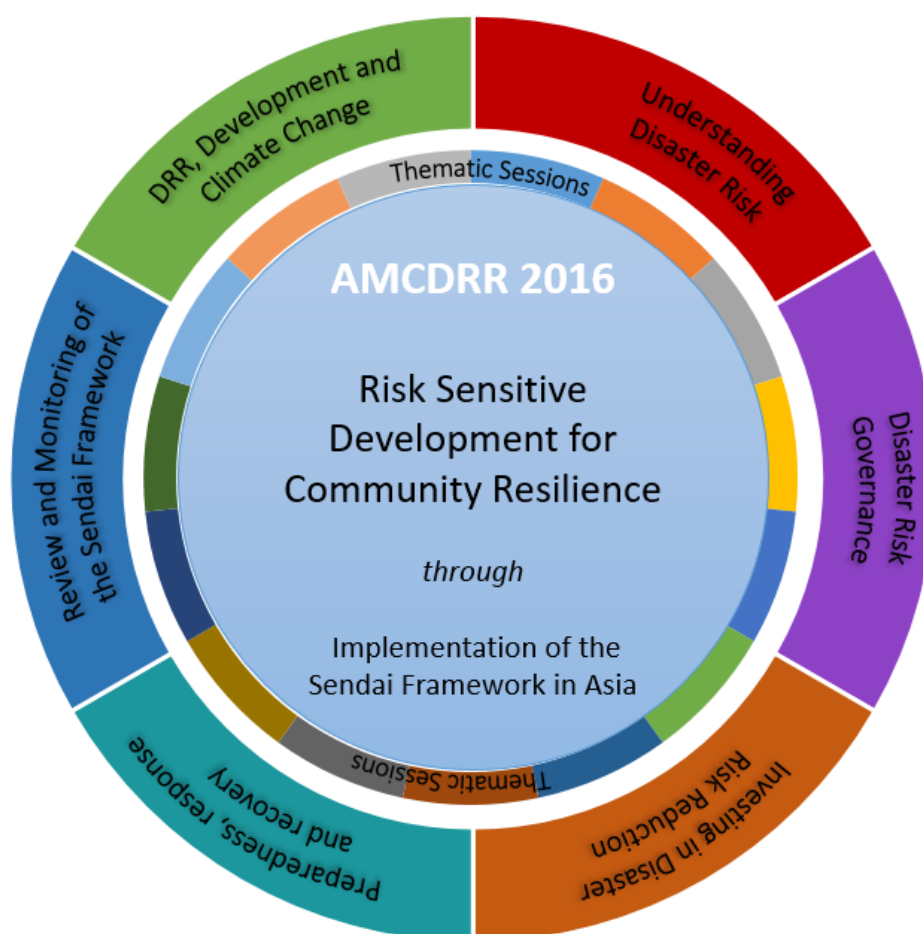 AMCDRR 2016
Risk Sensitive
Development for
Community Resilience
through
Implementation of the
Sendai Framework in Asia
Thematic Sessions
Thematic Sessions
Understanding
Disaster Risk
Disaster Risk
Governance
Investing in Disaster
Risk Reduction
Preparedness, response,
and recovery
Review and Monitoring of
the Sendai Framework
DRR, Development and
Climate Change